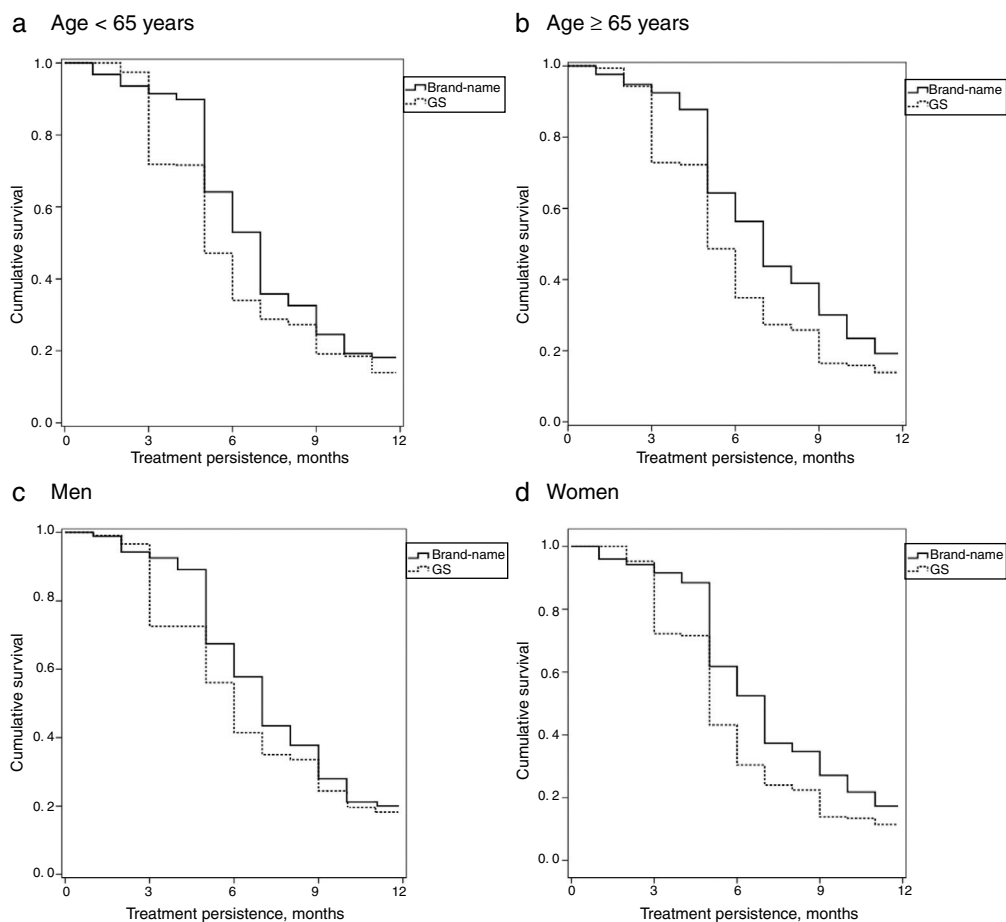 a Age < 65 years
1.0
0.8
0.6
0.4
0.2
0. 0
Cumulative survival
0 3 6 9 12
Treatment persistence, months
Brand-name
GS
b Age ≥ 65 years
1.0
0.8
0.6
0.4
0.2
0. 0
Cumulative survival
0 3 6 9 12
Treatment persistence, months
Brand-name
GS
c Men
1.0
0.8
0.6
0.4
0.2
0. 0
Cumulative survival
0 3 6 9 12
Treatment persistence, months
Brand-name
GS
d Women
1.0
0. 8
0. 6
0. 4
0. 2
0. 0
Cumulative survival
0 3 6 9 12
Treatment persistence, months
Brand-name
GS